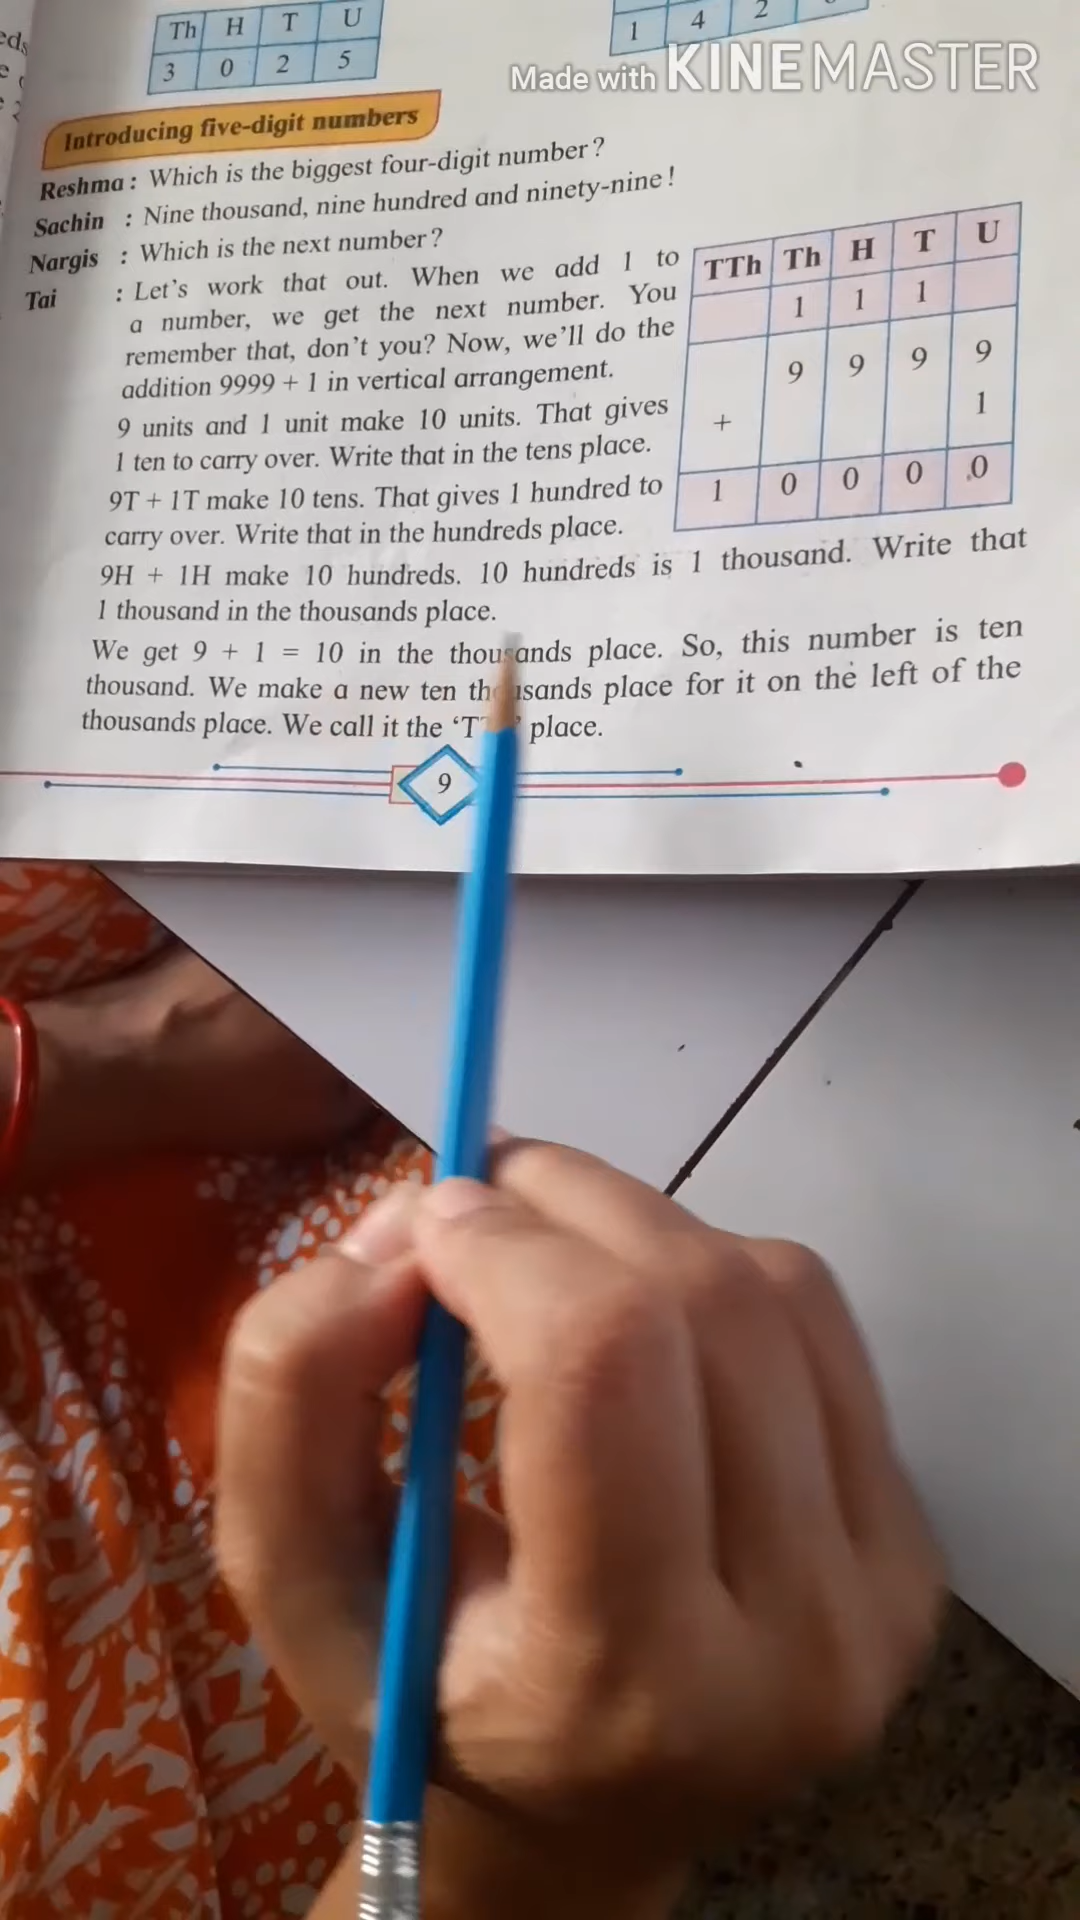 eds
Th H T U
3 0 2 5
1 4 2
Made with KINEMASTER
Introducing five-digit numbers
Reshma : Which is the biggest four-digit number?
Sachin : Nine thousand, nine hundred and ninety-nine!
Nargis : Which is the next number?
Tai : Let's work that out. When we add 1 to
a number, we get the next number. You
remember that, don't you? Now, we'll do the
addition 9999 + 1 in vertical arrangement.
9 units and 1 unit make 10 units. That gives
1 ten to carry over. Write that in the tens place.
9T + 1T make 10 tens. That gives 1 hundred to
carry over. Write that in the hundreds place.
TTh Th H T U
1 1 1
9 9 9 9
+ 1
1 0 0 0 0
9H + 1H make 10 hundreds. 10 hundreds is 1 thousand. Write that
1 thousand in the thousands place.
We get 9 + 1 = 10 in the thousands place. So, this number is ten
thousand. We make a new ten thousands place for it on the left of the
thousands place. We call it the place.
9